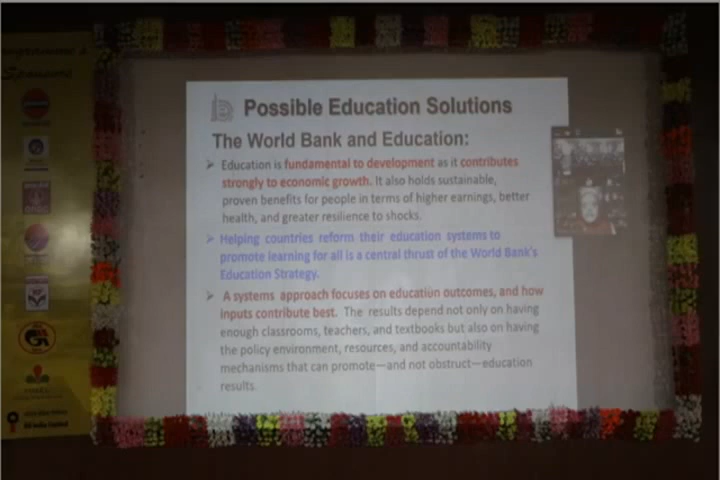 Possible Education Solutions
The World Bank and Education:
➢ Education is fundamental to development as it contributes
strongly to economic growth. It also holds sustainable,
proven benefits for people in terms of higher earnings, better
health, and greater resilience to shocks.
➢ Helping countries reform their education systems to
promote learning for all is a central thrust of the World Bank's
Education Strategy.
➢ A systems approach focuses on education outcomes, and how
inputs contribute best. The results depend not only on having
enough classrooms, teachers, and textbooks but also on having
the policy environment, resources, and accountability
mechanisms that can promote—and not obstruct—education
results.
Sponsors